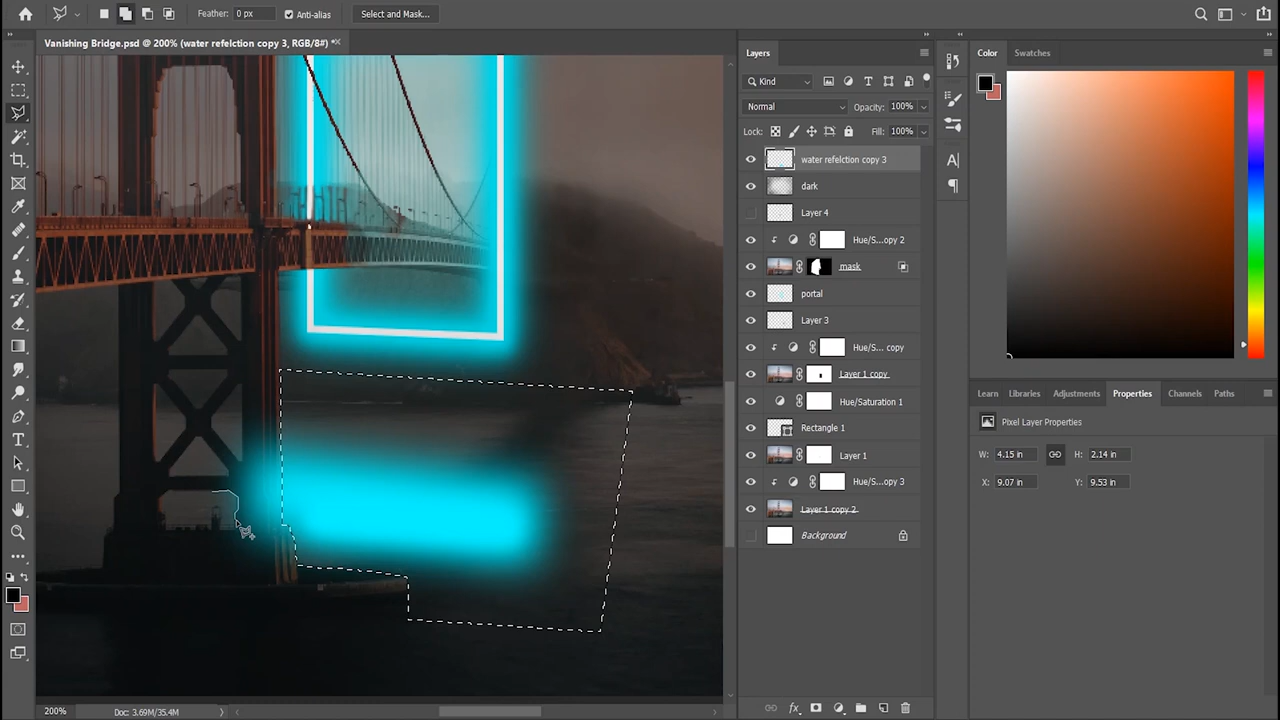 Feather: 0 px Anti-alias Select and Mask...
Vanishing Bridge.psd @ 200% (water refelction copy 3, RGB/8#) *
Layers
Kind
Normal Opacity: 100%
Lock: Fill: 100%
water refelction copy 3
dark
Layer 4
Hue/S...opy 2
mask
portal
Layer 3
Hue/S... copy
Layer 1 copy
Hue/Saturation 1
Rectangle 1
Layer 1
Hue/S...opy 3
Layer 1 copy 2
Background
fx
Color Swatches
Learn Libraries Adjustments Properties Channels Paths
Pixel Layer Properties
W: 4.15 in H: 2.14 in
X: 9.07 in Y: 9.53 in
200% Doc: 3.69M/35.4M